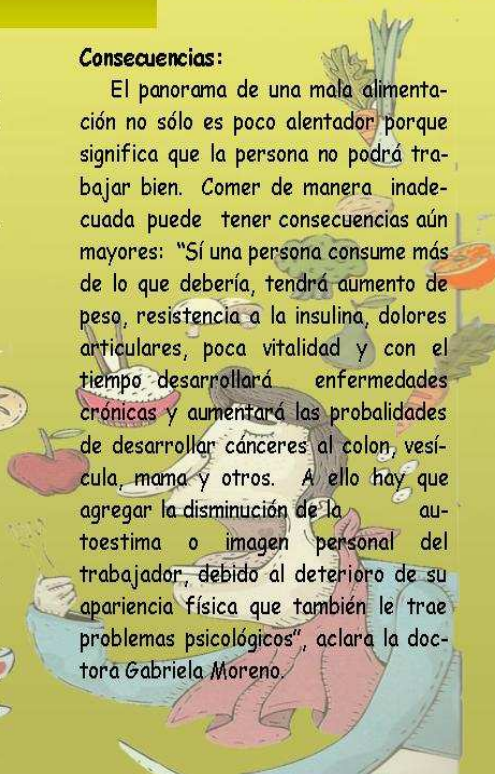 Consecuencias:
El panorama de una mala alimenta-
ción no sólo es poco alentador porque
significa que la persona no podrá tra-
bajar bien. Comer de manera inade-
cuada puede tener consecuencias aún
mayores: "Sí una persona consume más
de lo que debería, tendrá aumento de
peso, resistencia a la insulina, dolores
articulares, poca vitalidad y con el
tiempo desarrollará enfermedades
crónicas y aumentará las probalidades
de desarrollar cánceres al colon, vesí-
cula, mama y otros. A ello hay que
agregar la disminución de la au-
toestima o imagen personal del
trabajador, debido al deterioro de su
apariencia física que también le trae
problemas psicológicos", aclara la doc-
tora Gabriela Moreno.